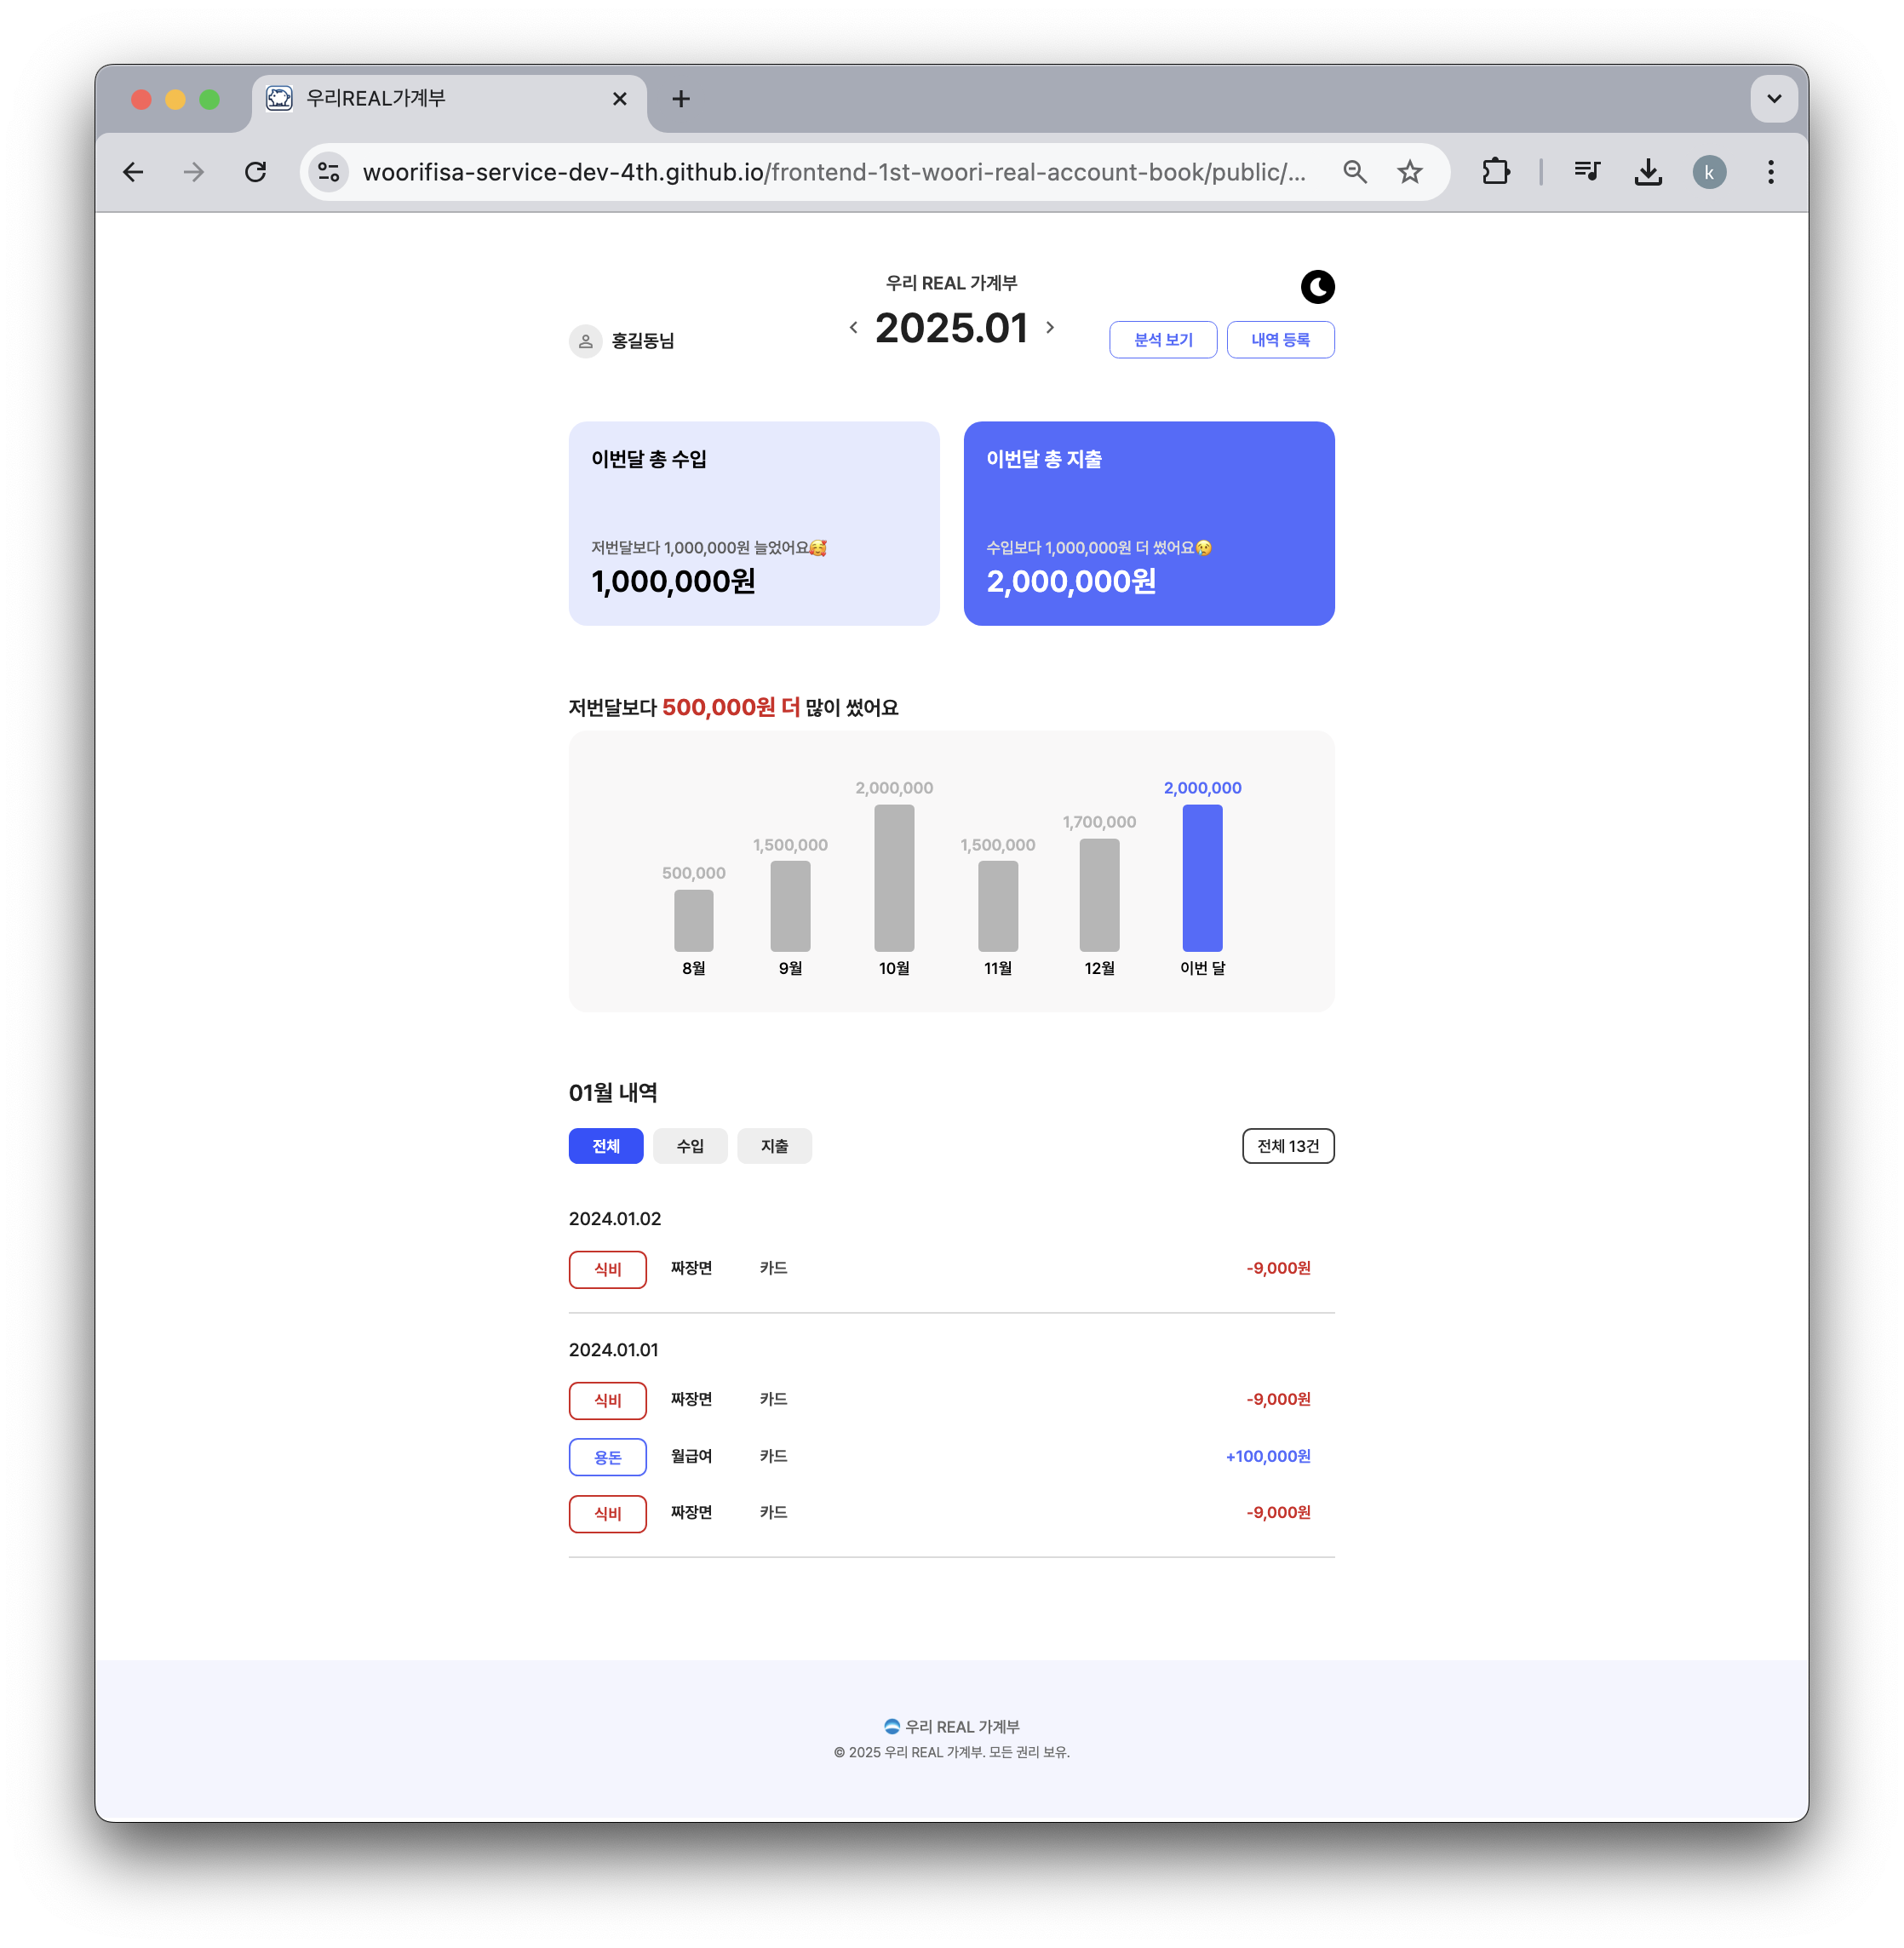 우리REAL가계부
woorifisa-service-dev-4th.github.io/frontend-1st-woori-real-account-book/public/...
k
우리 REAL 가계부
2025.01
홍길동님
분석 보기
내역 등록
이번달 총 수입
저번달보다 1,000,000원 늘었어요🥰
1,000,000원
이번달 총 지출
수입보다 1,000,000원 더 썼어요😢
2,000,000원
저번달보다 500,000원 더 많이 썼어요
500,000
1,500,000
2,000,000
1,500,000
1,700,000
2,000,000
8월
9월
10월
11월
12월
이번 달
01월 내역
전체
수입
지출
전체 13건
2024.01.02
식비 짜장면 카드 -9,000원
2024.01.01
식비 짜장면 카드 -9,000원
용돈 월급여 카드 +100,000원
식비 짜장면 카드 -9,000원
우리 REAL 가계부
© 2025 우리 REAL 가계부. 모든 권리 보유.